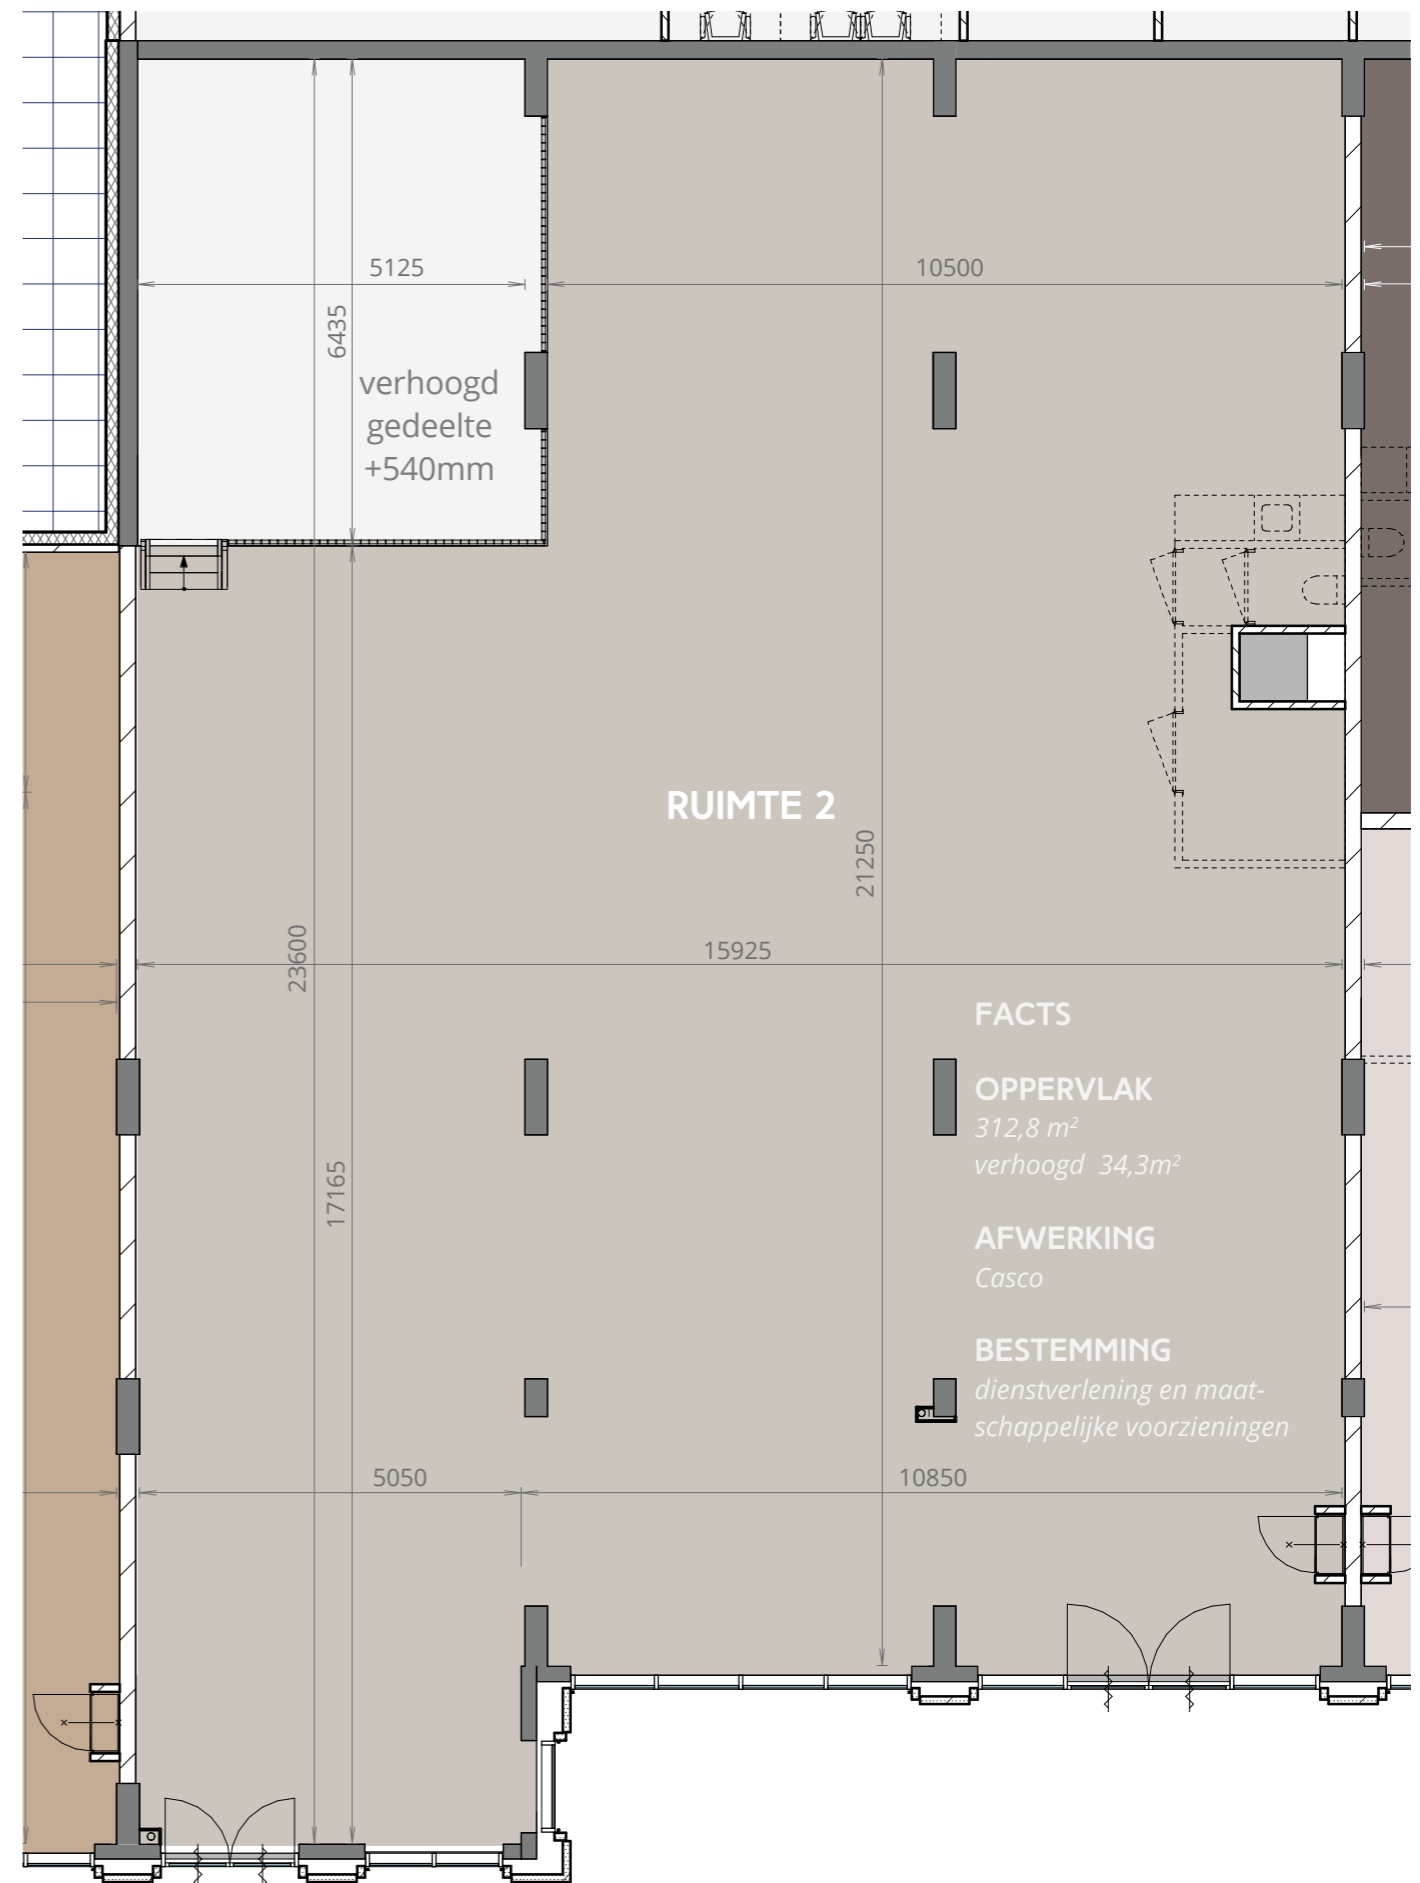 5125
10500
6435
verhoogd
gedeelte
+540mm
RUIMTE 2
21250
23600
15925
FACTS
OPPERVLAK
312,8 m²
verhoogd 34,3m²
17165
AFWERKING
Casco
BESTEMMING
dienstverlening en maat-
schappelijke voorzieningen
5050
10850